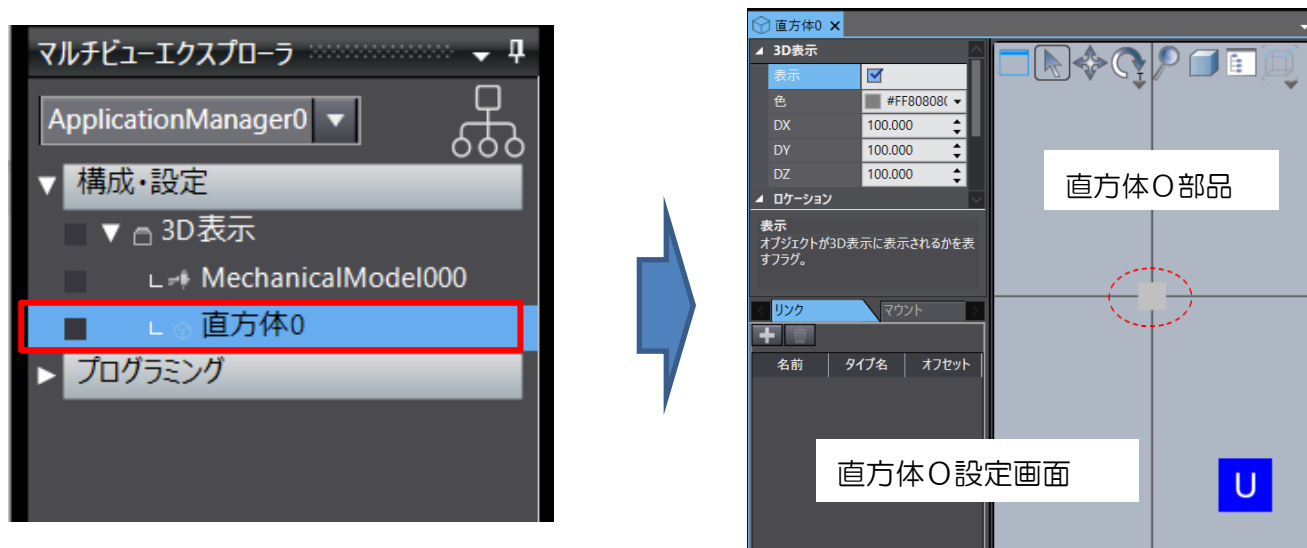 マルチビューエクスプローラ
ApplicationManager0
構成・設定
3D表示
MechanicalModel000
直方体0
プログラミング
直方体0
3D表示
表示
色 #FF80808(
DX 100.000
DY 100.000
DZ 100.000
ロケーション
表示
オブジェクトが3D表示に表示されるかを表
すフラグ。
リンク マウント
名前 タイプ名 オフセット
直方体０部品
直方体０設定画面
U